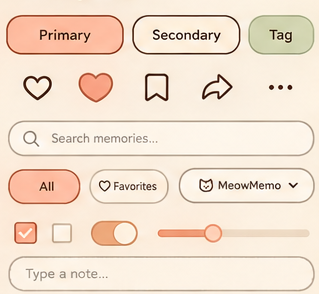 Primary
Secondary
Tag
Search memories...
All
Favorites
MeowMemo
Type a note...